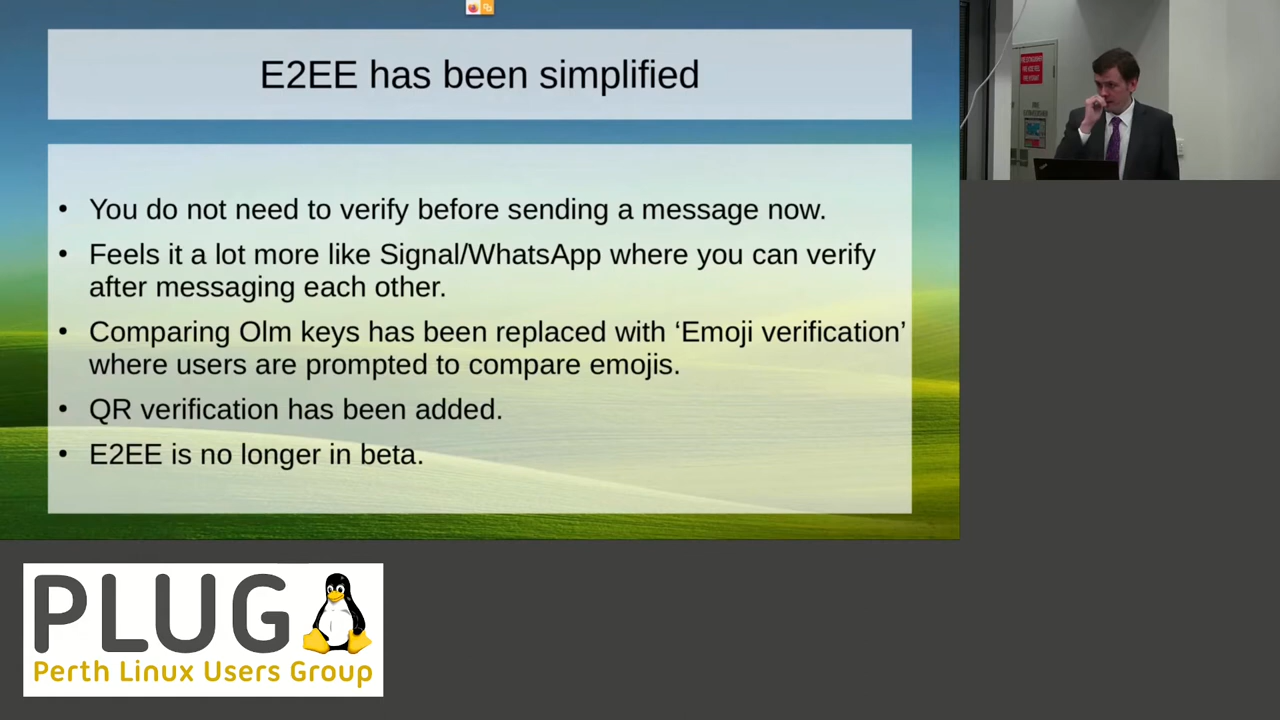 E2EE has been simplified
• You do not need to verify before sending a message now.
• Feels it a lot more like Signal/WhatsApp where you can verify
after messaging each other.
• Comparing Olm keys has been replaced with ‘Emoji verification’
where users are prompted to compare emojis.
• QR verification has been added.
• E2EE is no longer in beta.
PLUG
Perth Linux Users Group